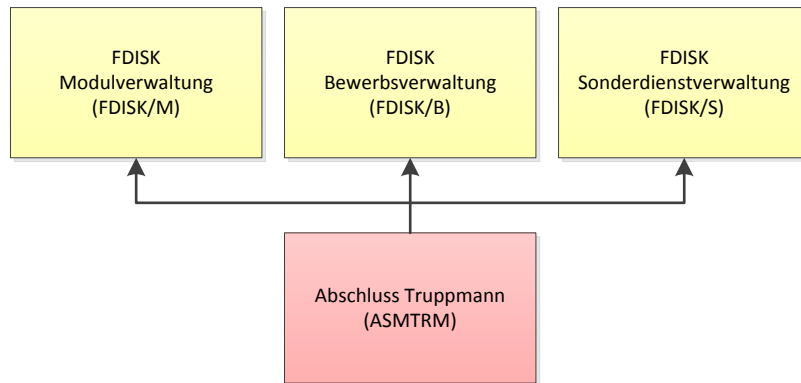 FDISK
Modulverwaltung
(FDISK/M)
FDISK
Bewerbsverwaltung
(FDISK/B)
FDISK
Sonderdienstverwaltung
(FDISK/S)
Abschluss Truppmann
(ASMTRM)